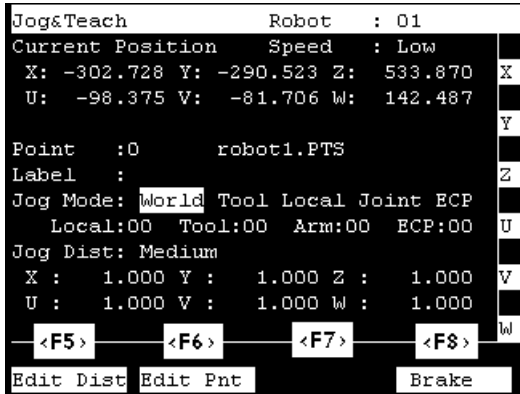 Jog&Teach Robot : 01
Current Position Speed : Low
X: -302.728 Y: -290.523 Z: 533.870 X
U: -98.375 V: -81.706 W: 142.487
Y
Point :0 robot1.PTS
Label : Z
Jog Mode: World Tool Local Joint ECP
Local:00 Tool:00 Arm:00 ECP:00 U
Jog Dist: Medium
X : 1.000 Y : 1.000 Z : 1.000 V
U : 1.000 V : 1.000 W : 1.000
W
<F5> <F6> <F7> <F8>
Edit Dist Edit Pnt Brake